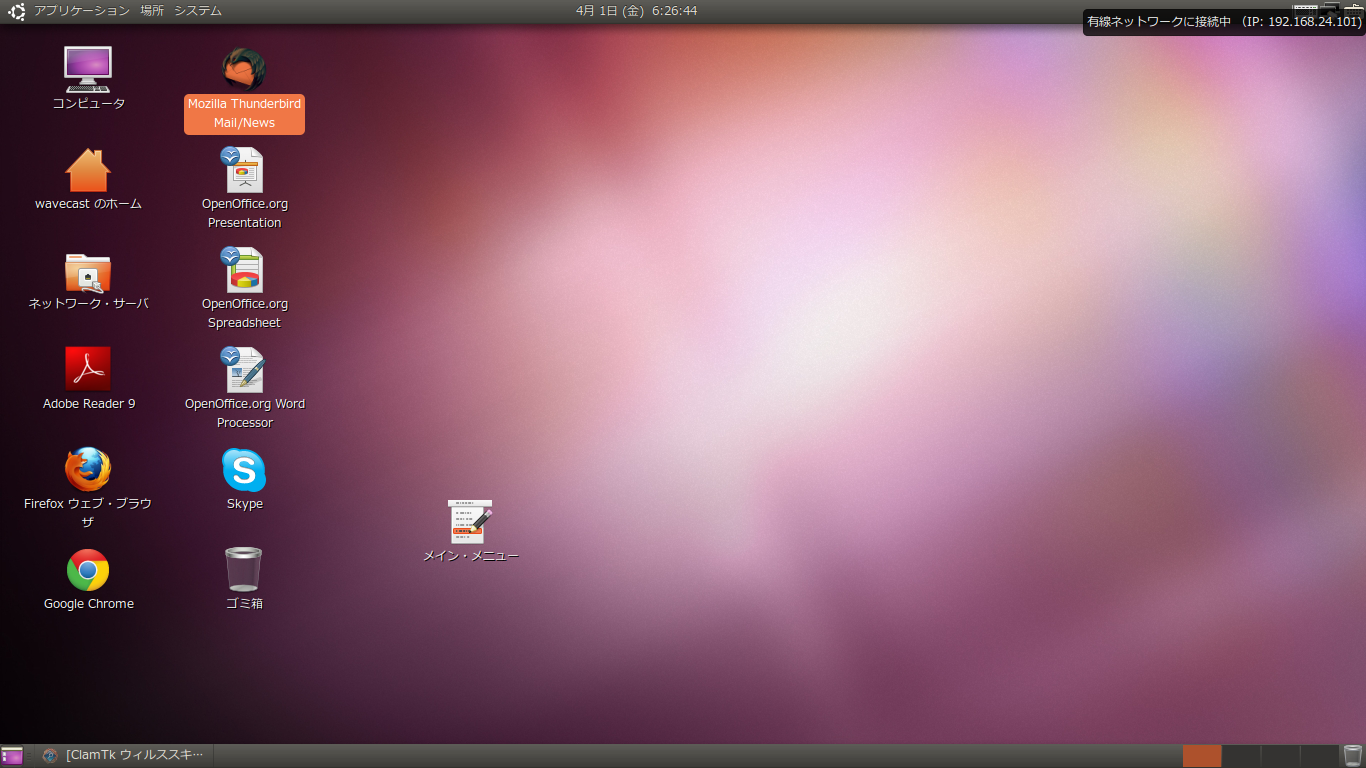 アプリケーション 場所 システム
4月 1日 (金) 6:26:44
有線ネットワークに接続中 （IP: 192.168.24.101)
コンピュータ
Mozilla Thunderbird
Mail/News
wavecast のホーム
OpenOffice.org
Presentation
ネットワーク・サーバ
OpenOffice.org
Spreadsheet
Adobe Reader 9
OpenOffice.org Word
Processor
Firefox ウェブ・ブラウ
ザ
Skype
メイン・メニュー
Google Chrome
ゴミ箱
[ClamTk ウィルススキ…